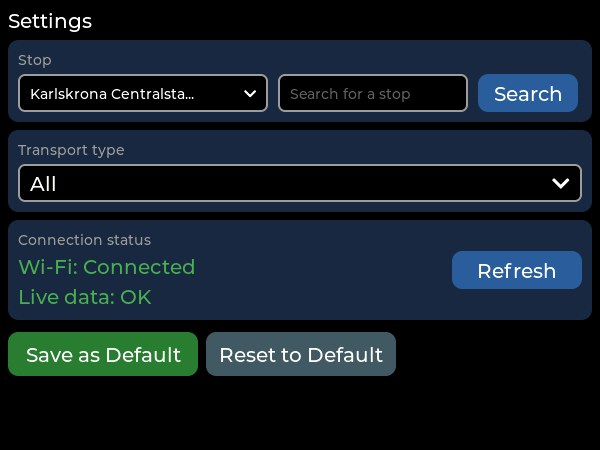 Settings
Stop
Karlskrona Centralsta...
Search for a stop
Search
Transport type
All
Connection status
Wi-Fi: Connected
Live data: OK
Refresh
Save as Default
Reset to Default